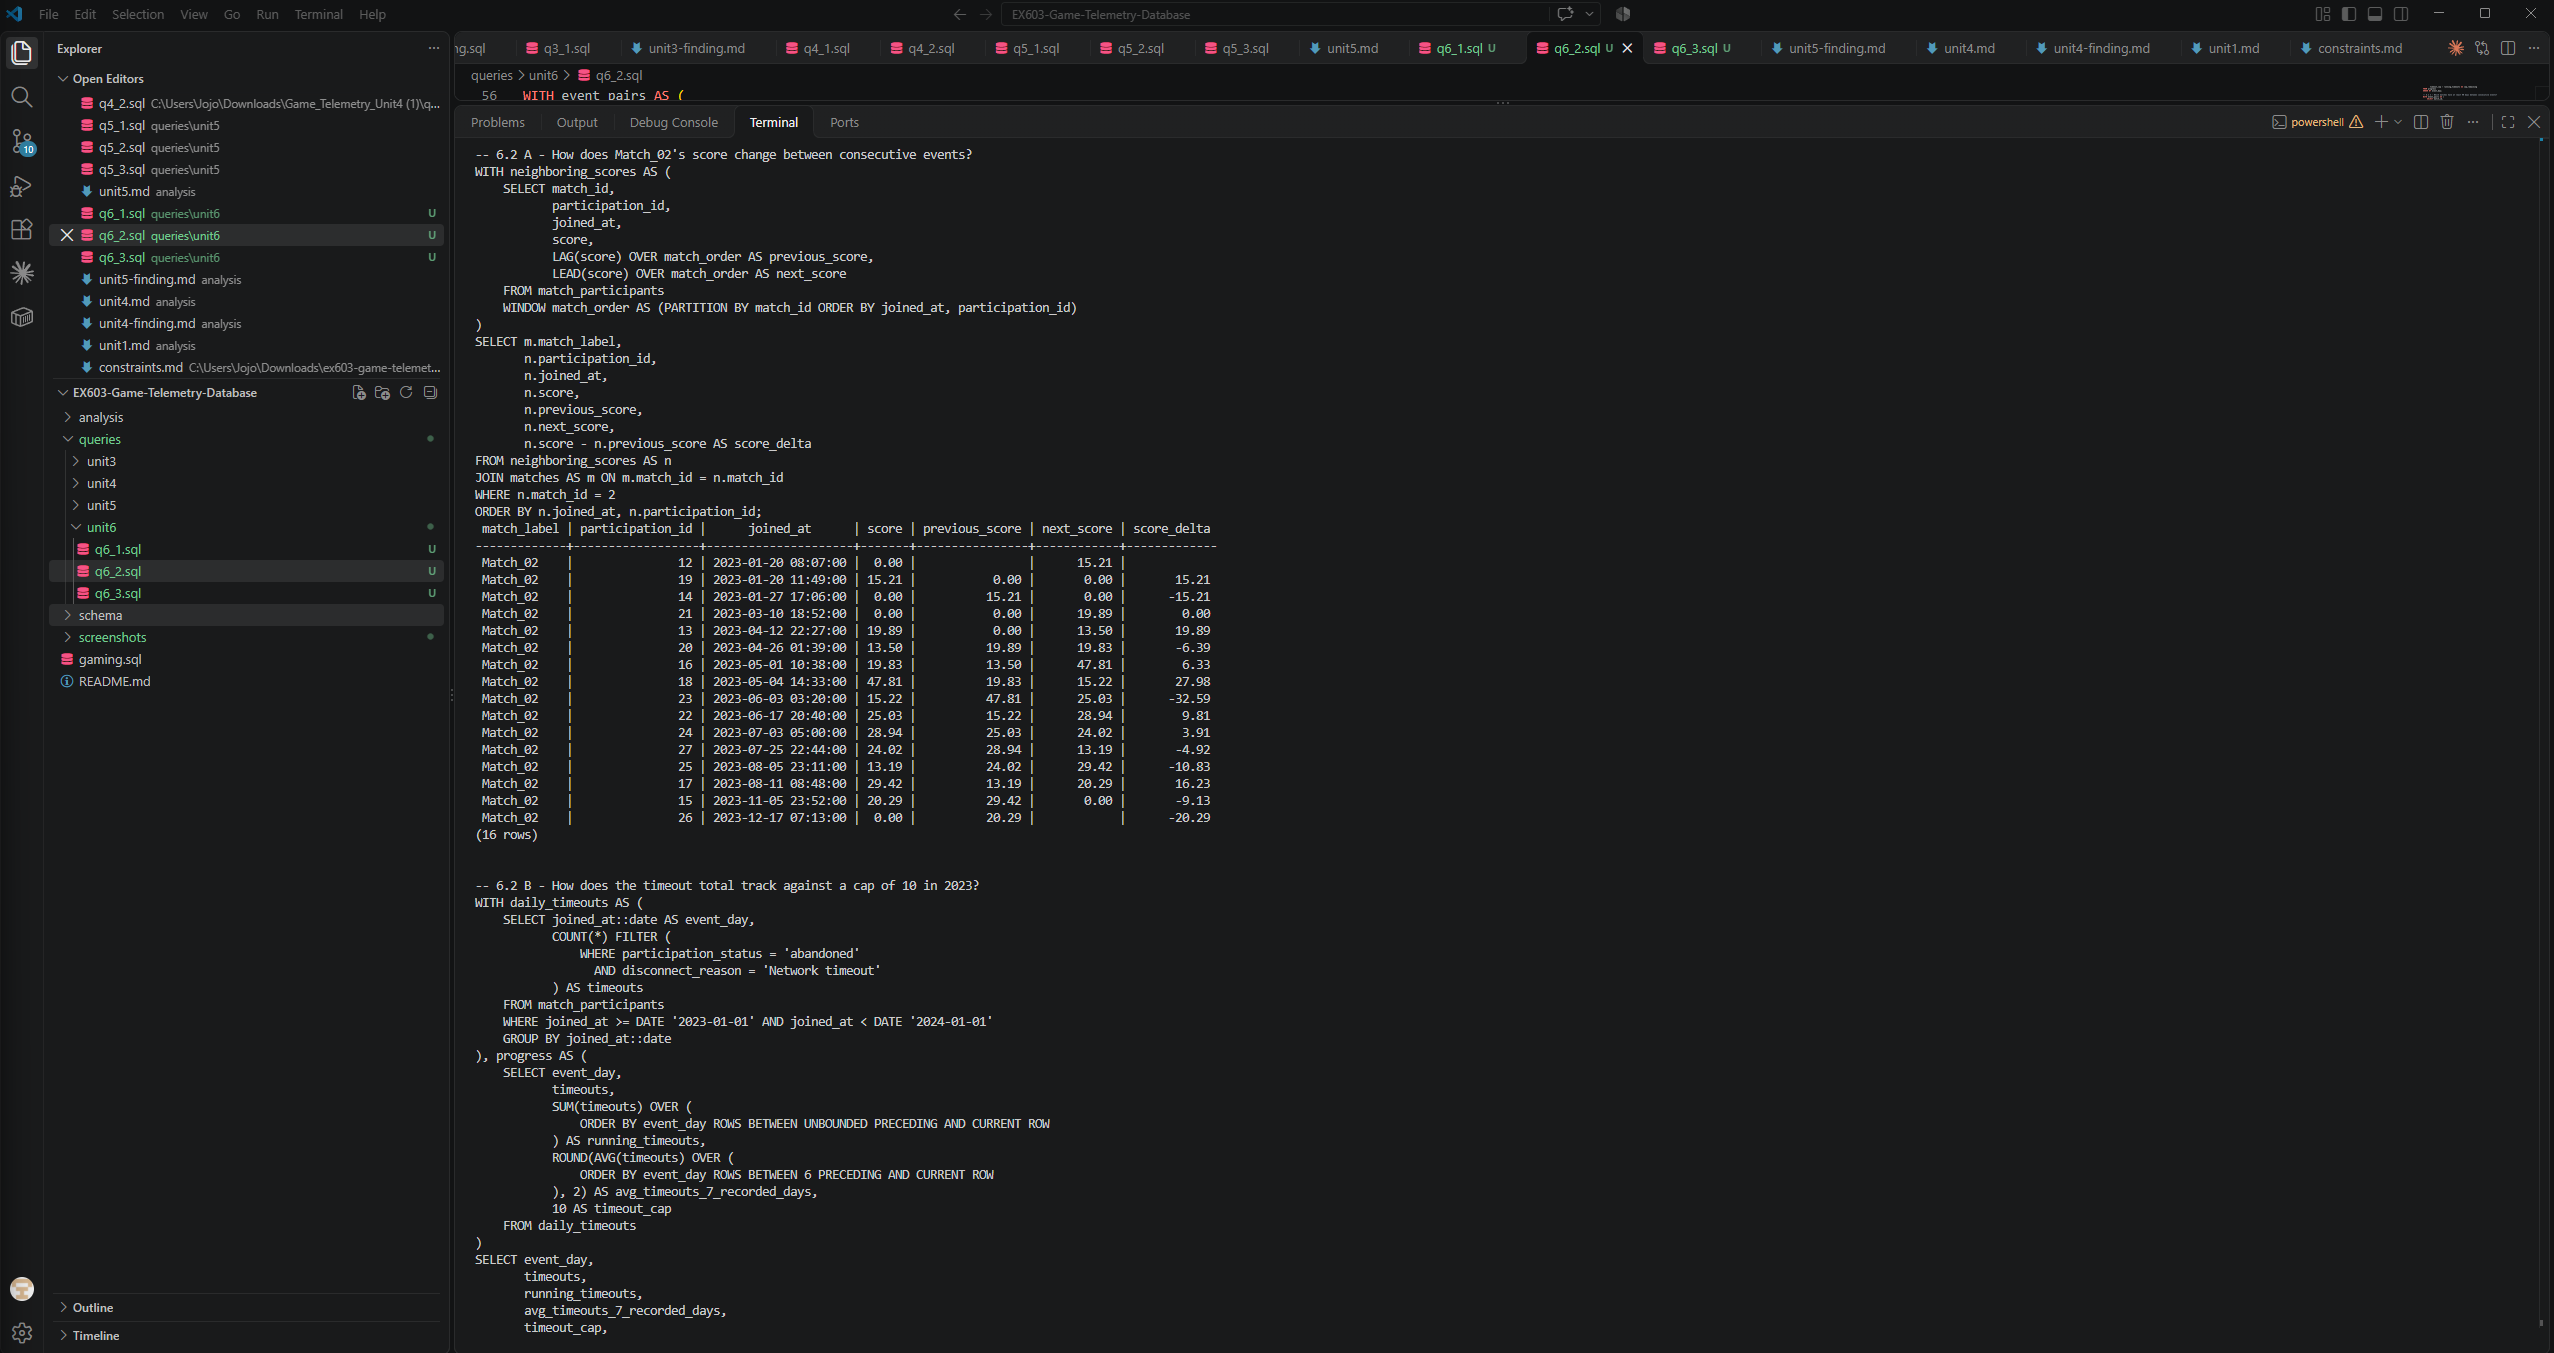 File Edit Selection View Go Run Terminal Help
EX603-Game-Telemetry-Database
Explorer
Open Editors
q4_2.sql C:\Users\Jojo\Downloads\Game_Telemetry_Unit4 (1)\q...
q5_1.sql queries\unit5
q5_2.sql queries\unit5
q5_3.sql queries\unit5
unit5.md analysis
q6_1.sql queries\unit6 U
q6_2.sql queries\unit6 U
q6_3.sql queries\unit6 U
unit5-finding.md analysis
unit4.md analysis
unit4-finding.md analysis
unit1.md analysis
constraints.md C:\Users\Jojo\Downloads\ex603-game-telemet...
EX603-Game-Telemetry-Database
analysis
queries
unit3
unit4
unit5
unit6
q6_1.sql U
q6_2.sql U
q6_3.sql U
schema
screenshots
gaming.sql
README.md
Outline
Timeline
10
ng.sql q3_1.sql unit3-finding.md q4_1.sql q4_2.sql q5_1.sql q5_2.sql q5_3.sql unit5.md q6_1.sql U q6_2.sql U q6_3.sql U unit5-finding.md unit4.md unit4-finding.md unit1.md constraints.md
queries > unit6 > q6_2.sql
56 WITH event_pairs AS (
Problems Output Debug Console Terminal Ports
powershell
-- 6.2 A - How does Match_02's score change between consecutive events?
WITH neighboring_scores AS (
SELECT match_id,
participation_id,
joined_at,
score,
LAG(score) OVER match_order AS previous_score,
LEAD(score) OVER match_order AS next_score
FROM match_participants
WINDOW match_order AS (PARTITION BY match_id ORDER BY joined_at, participation_id)
)
SELECT m.match_label,
n.participation_id,
n.joined_at,
n.score,
n.previous_score,
n.next_score,
n.score - n.previous_score AS score_delta
FROM neighboring_scores AS n
JOIN matches AS m ON m.match_id = n.match_id
WHERE n.match_id = 2
ORDER BY n.joined_at, n.participation_id;
match_label | participation_id | joined_at | score | previous_score | next_score | score_delta
-------------+------------------+---------------------+-------+----------------+------------+-------------
Match_02 | 12 | 2023-01-20 08:07:00 | 0.00 | | 15.21 |
Match_02 | 19 | 2023-01-20 11:49:00 | 15.21 | 0.00 | 0.00 | 15.21
Match_02 | 14 | 2023-01-27 17:06:00 | 0.00 | 15.21 | 0.00 | -15.21
Match_02 | 21 | 2023-03-10 18:52:00 | 0.00 | 0.00 | 19.89 | 0.00
Match_02 | 13 | 2023-04-12 22:27:00 | 19.89 | 0.00 | 13.50 | 19.89
Match_02 | 20 | 2023-04-26 01:39:00 | 13.50 | 19.89 | 19.83 | -6.39
Match_02 | 16 | 2023-05-01 10:38:00 | 19.83 | 13.50 | 47.81 | 6.33
Match_02 | 18 | 2023-05-04 14:33:00 | 47.81 | 19.83 | 15.22 | 27.98
Match_02 | 23 | 2023-06-03 03:20:00 | 15.22 | 47.81 | 25.03 | -32.59
Match_02 | 22 | 2023-06-17 20:40:00 | 25.03 | 15.22 | 28.94 | 9.81
Match_02 | 24 | 2023-07-03 05:00:00 | 28.94 | 25.03 | 24.02 | 3.91
Match_02 | 27 | 2023-07-25 22:44:00 | 24.02 | 28.94 | 13.19 | -4.92
Match_02 | 25 | 2023-08-05 23:11:00 | 13.19 | 24.02 | 29.42 | -10.83
Match_02 | 17 | 2023-08-11 08:48:00 | 29.42 | 13.19 | 20.29 | 16.23
Match_02 | 15 | 2023-11-05 23:52:00 | 20.29 | 29.42 | 0.00 | -9.13
Match_02 | 26 | 2023-12-17 07:13:00 | 0.00 | 20.29 | | -20.29
(16 rows)
-- 6.2 B - How does the timeout total track against a cap of 10 in 2023?
WITH daily_timeouts AS (
SELECT joined_at::date AS event_day,
COUNT(*) FILTER (
WHERE participation_status = 'abandoned'
AND disconnect_reason = 'Network timeout'
) AS timeouts
FROM match_participants
WHERE joined_at >= DATE '2023-01-01' AND joined_at < DATE '2024-01-01'
GROUP BY joined_at::date
), progress AS (
SELECT event_day,
timeouts,
SUM(timeouts) OVER (
ORDER BY event_day ROWS BETWEEN UNBOUNDED PRECEDING AND CURRENT ROW
) AS running_timeouts,
ROUND(AVG(timeouts) OVER (
ORDER BY event_day ROWS BETWEEN 6 PRECEDING AND CURRENT ROW
), 2) AS avg_timeouts_7_recorded_days,
10 AS timeout_cap
FROM daily_timeouts
)
SELECT event_day,
timeouts,
running_timeouts,
avg_timeouts_7_recorded_days,
timeout_cap,